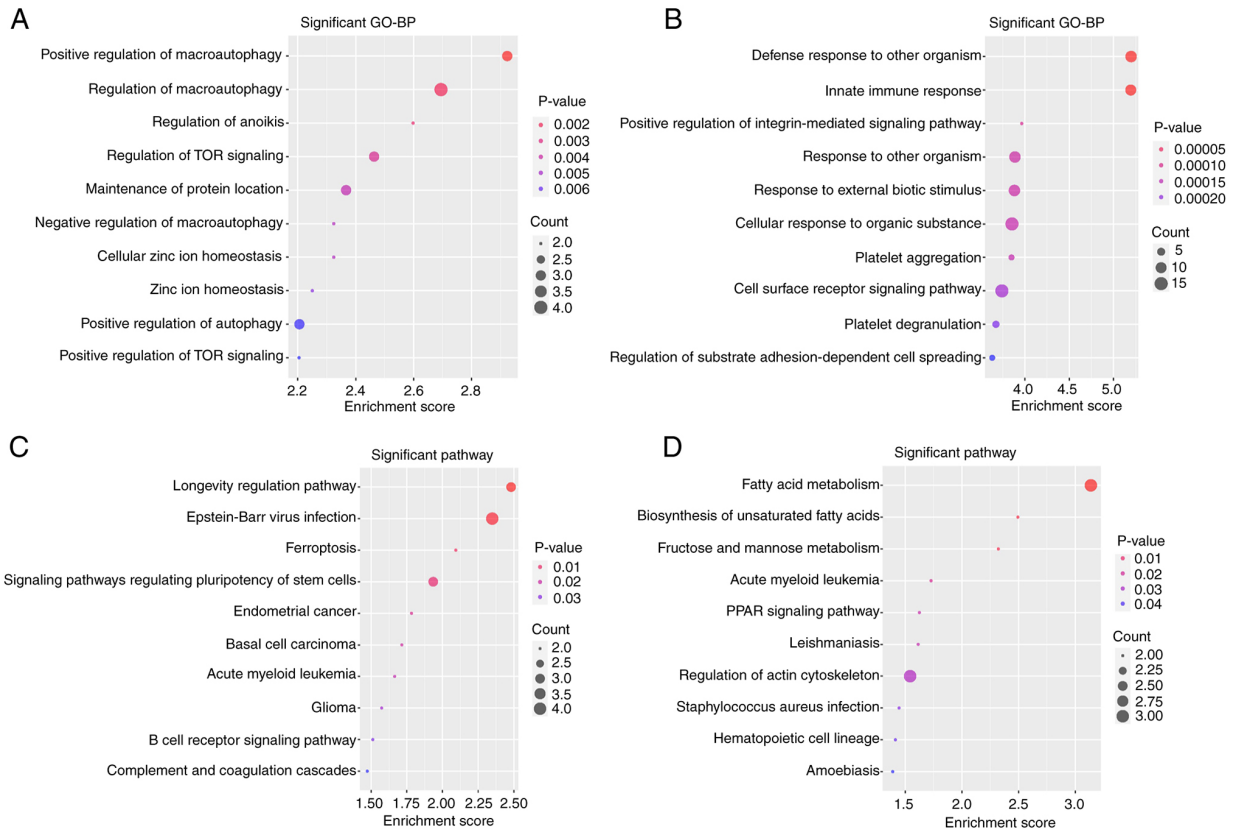 A
Significant GO-BP
Positive regulation of macroautophagy
Regulation of macroautophagy
Regulation of anoikis
Regulation of TOR signaling
Maintenance of protein location
Negative regulation of macroautophagy
Cellular zinc ion homeostasis
Zinc ion homeostasis
Positive regulation of autophagy
Positive regulation of TOR signaling
2.2 2.4 2.6 2.8
Enrichment score
P-value
0.002
0.003
0.004
0.005
0.006
Count
2.0
2.5
3.0
3.5
4.0
B
Significant GO-BP
Defense response to other organism
Innate immune response
Positive regulation of integrin-mediated signaling pathway
Response to other organism
Response to external biotic stimulus
Cellular response to organic substance
Platelet aggregation
Cell surface receptor signaling pathway
Platelet degranulation
Regulation of substrate adhesion-dependent cell spreading
4.0 4.5 5.0
Enrichment score
P-value
0.00005
0.00010
0.00015
0.00020
Count
5
10
15
C
Significant pathway
Longevity regulation pathway
Epstein-Barr virus infection
Ferroptosis
Signaling pathways regulating pluripotency of stem cells
Endometrial cancer
Basal cell carcinoma
Acute myeloid leukemia
Glioma
B cell receptor signaling pathway
Complement and coagulation cascades
1.50 1.75 2.00 2.25 2.50
Enrichment score
P-value
0.01
0.02
0.03
Count
2.0
2.5
3.0
3.5
4.0
D
Significant pathway
Fatty acid metabolism
Biosynthesis of unsaturated fatty acids
Fructose and mannose metabolism
Acute myeloid leukemia
PPAR signaling pathway
Leishmaniasis
Regulation of actin cytoskeleton
Staphylococcus aureus infection
Hematopoietic cell lineage
Amoebiasis
1.5 2.0 2.5 3.0
Enrichment score
P-value
0.01
0.02
0.03
0.04
Count
2.00
2.25
2.50
2.75
3.00